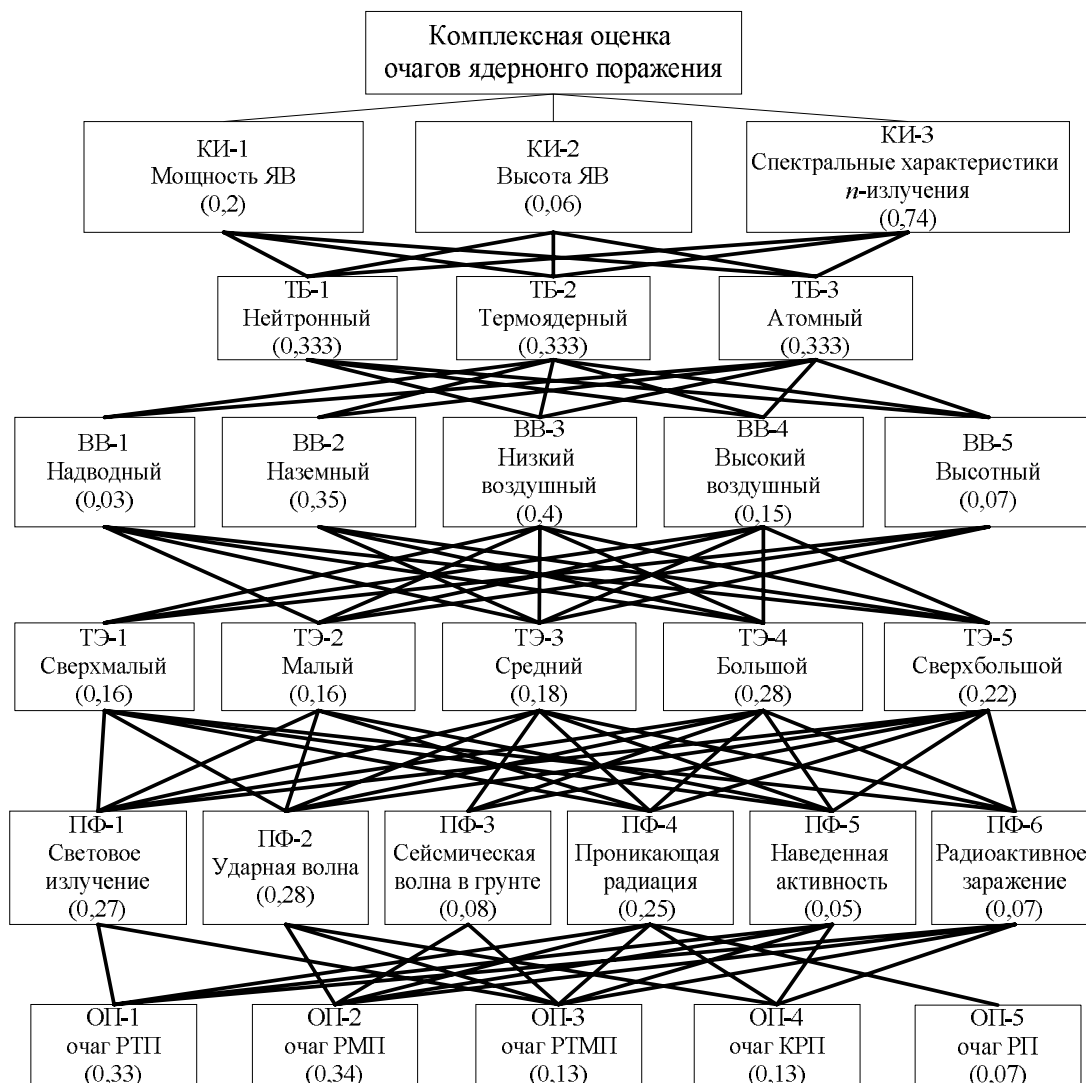 Комплексная оценка
очагов ядернонго поражения
КИ-1
Мощность ЯВ
(0,2)
КИ-2
Высота ЯВ
(0,06)
КИ-3
Спектральные характеристики
n-излучения
(0,74)
ТБ-1
Нейтронный
(0,333)
ТБ-2
Термоядерный
(0,333)
ТБ-3
Атомный
(0,333)
ВВ-1
Надводный
(0,03)
ВВ-2
Наземный
(0,35)
ВВ-3
Низкий
воздушный
(0,4)
ВВ-4
Высокий
воздушный
(0,15)
ВВ-5
Высотный
(0,07)
ТЭ-1
Сверхмалый
(0,16)
ТЭ-2
Малый
(0,16)
ТЭ-3
Средний
(0,18)
ТЭ-4
Большой
(0,28)
ТЭ-5
Сверхбольшой
(0,22)
ПФ-1
Световое
излучение
(0,27)
ПФ-2
Ударная волна
(0,28)
ПФ-3
Сейсмическая
волна в грунте
(0,08)
ПФ-4
Проникающая
радиация
(0,25)
ПФ-5
Наведенная
активность
(0,05)
ПФ-6
Радиоактивное
заражение
(0,07)
ОП-1
очаг РТП
(0,33)
ОП-2
очаг РМП
(0,34)
ОП-3
очаг РТМП
(0,13)
ОП-4
очаг КРП
(0,13)
ОП-5
очаг РП
(0,07)